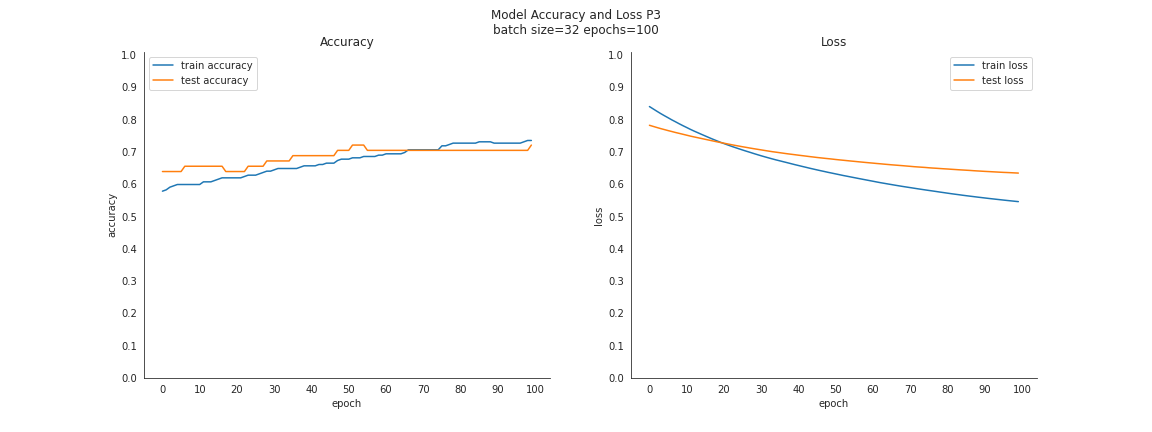 Model Accuracy and Loss P3
batch size=32 epochs=100
Accuracy
1.0
0.9
0.8
0.7
0.6
0.5
0.4
0.3
0.2
0.1
0.0
accuracy
train accuracy
test accuracy
0 10 20 30 40 50 60 70 80 90 100
epoch
Loss
1.0
0.9
0.8
0.7
0.6
0.5
0.4
0.3
0.2
0.1
0.0
loss
train loss
test loss
0 10 20 30 40 50 60 70 80 90 100
epoch